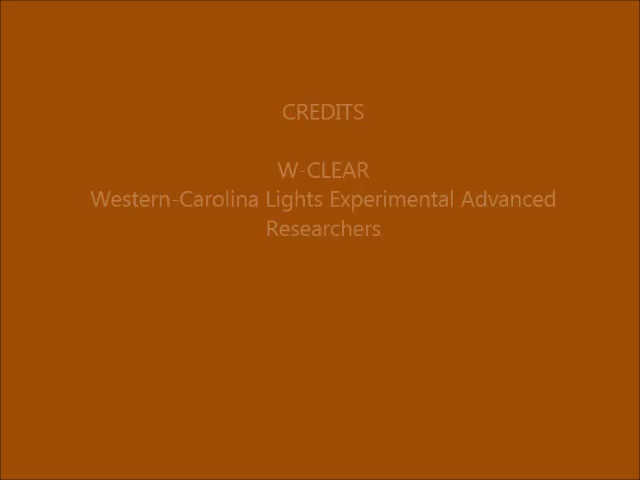 CREDITS
W-CLEAR
Western-Carolina Lights Experimental Advanced
Researchers